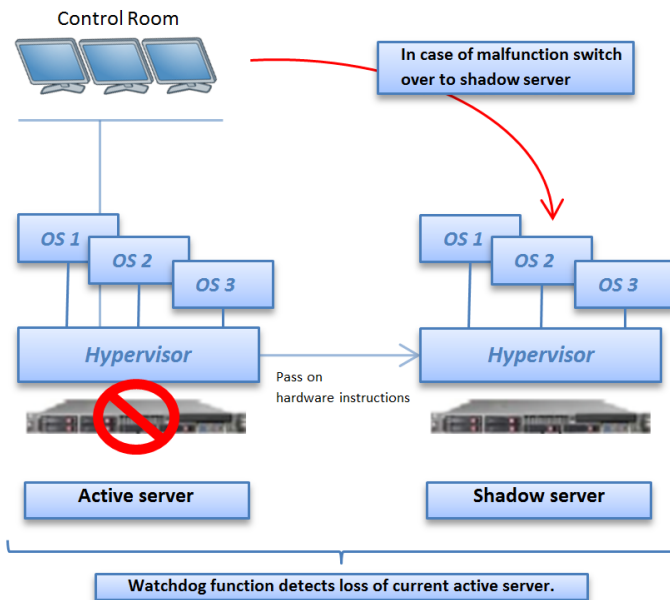 Control Room
In case of malfunction switch
over to shadow server
OS 1
OS 2
OS 3
OS 1
OS 2
OS 3
Hypervisor
Hypervisor
Pass on
hardware instructions
Active server
Shadow server
Watchdog function detects loss of current active server.